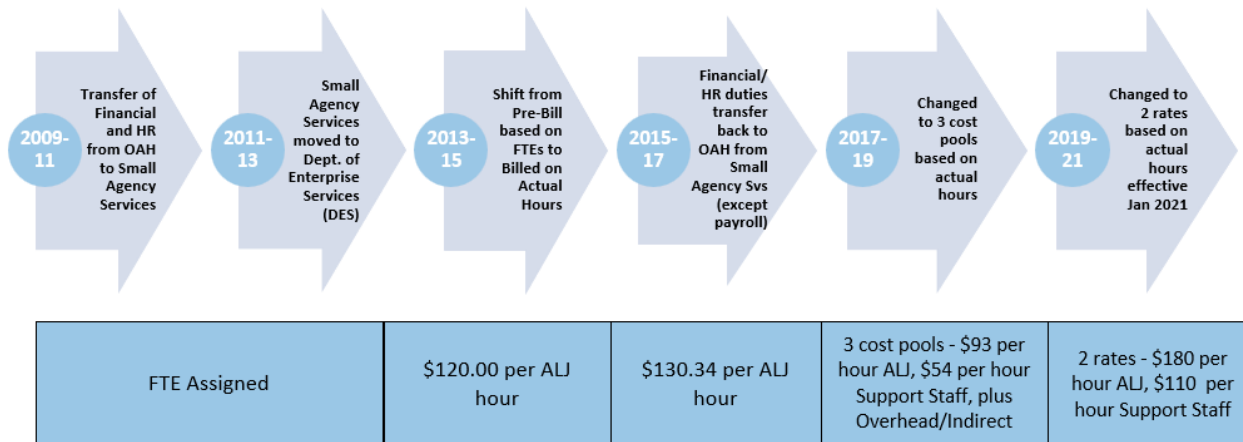 2009-
11
Transfer of
Financial
and HR
from OAH
to Small
Agency
Services
2011-
13
Small
Agency
Services
moved to
Dept. of
Enterprise
Services
(DES)
2013-
15
Shift from
Pre-Bill
based on
FTEs to
Billed on
Actual
Hours
2015-
17
Financial/
HR duties
transfer
back to
OAH from
Small
Agency Svs
(except
payroll)
2017-
19
Changed
to 3 cost
pools
based on
actual
hours
2019-
21
Changed to
2 rates
based on
actual
hours
effective
Jan 2021
FTE Assigned
$120.00 per ALJ
hour
$130.34 per ALJ
hour
3 cost pools - $93 per
hour ALJ, $54 per hour
Support Staff, plus
Overhead/Indirect
2 rates - $180 per
hour ALJ, $110 per
hour Support Staff